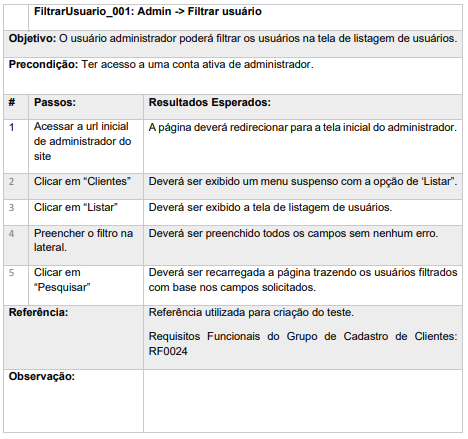 FiltrarUsuario_001: Admin -> Filtrar usuário
Objetivo: O usuário administrador poderá filtrar os usuários na tela de listagem de usuários.
Precondição: Ter acesso a uma conta ativa de administrador.
# Passos: Resultados Esperados:
1 Acessar a url inicial A página deverá redirecionar para a tela inicial do administrador.
de administrador do
site
2 Clicar em “Clientes” Deverá ser exibido um menu suspenso com a opção de ‘Listar”.
3 Clicar em “Listar” Deverá ser exibido a tela de listagem de usuários.
4 Preencher o filtro na Deverá ser preenchido todos os campos sem nenhum erro.
lateral.
5 Clicar em Deverá ser recarregada a página trazendo os usuários filtrados
“Pesquisar” com base nos campos solicitados.
Referência: Referência utilizada para criação do teste.
Requisitos Funcionais do Grupo de Cadastro de Clientes:
RF0024
Observação: